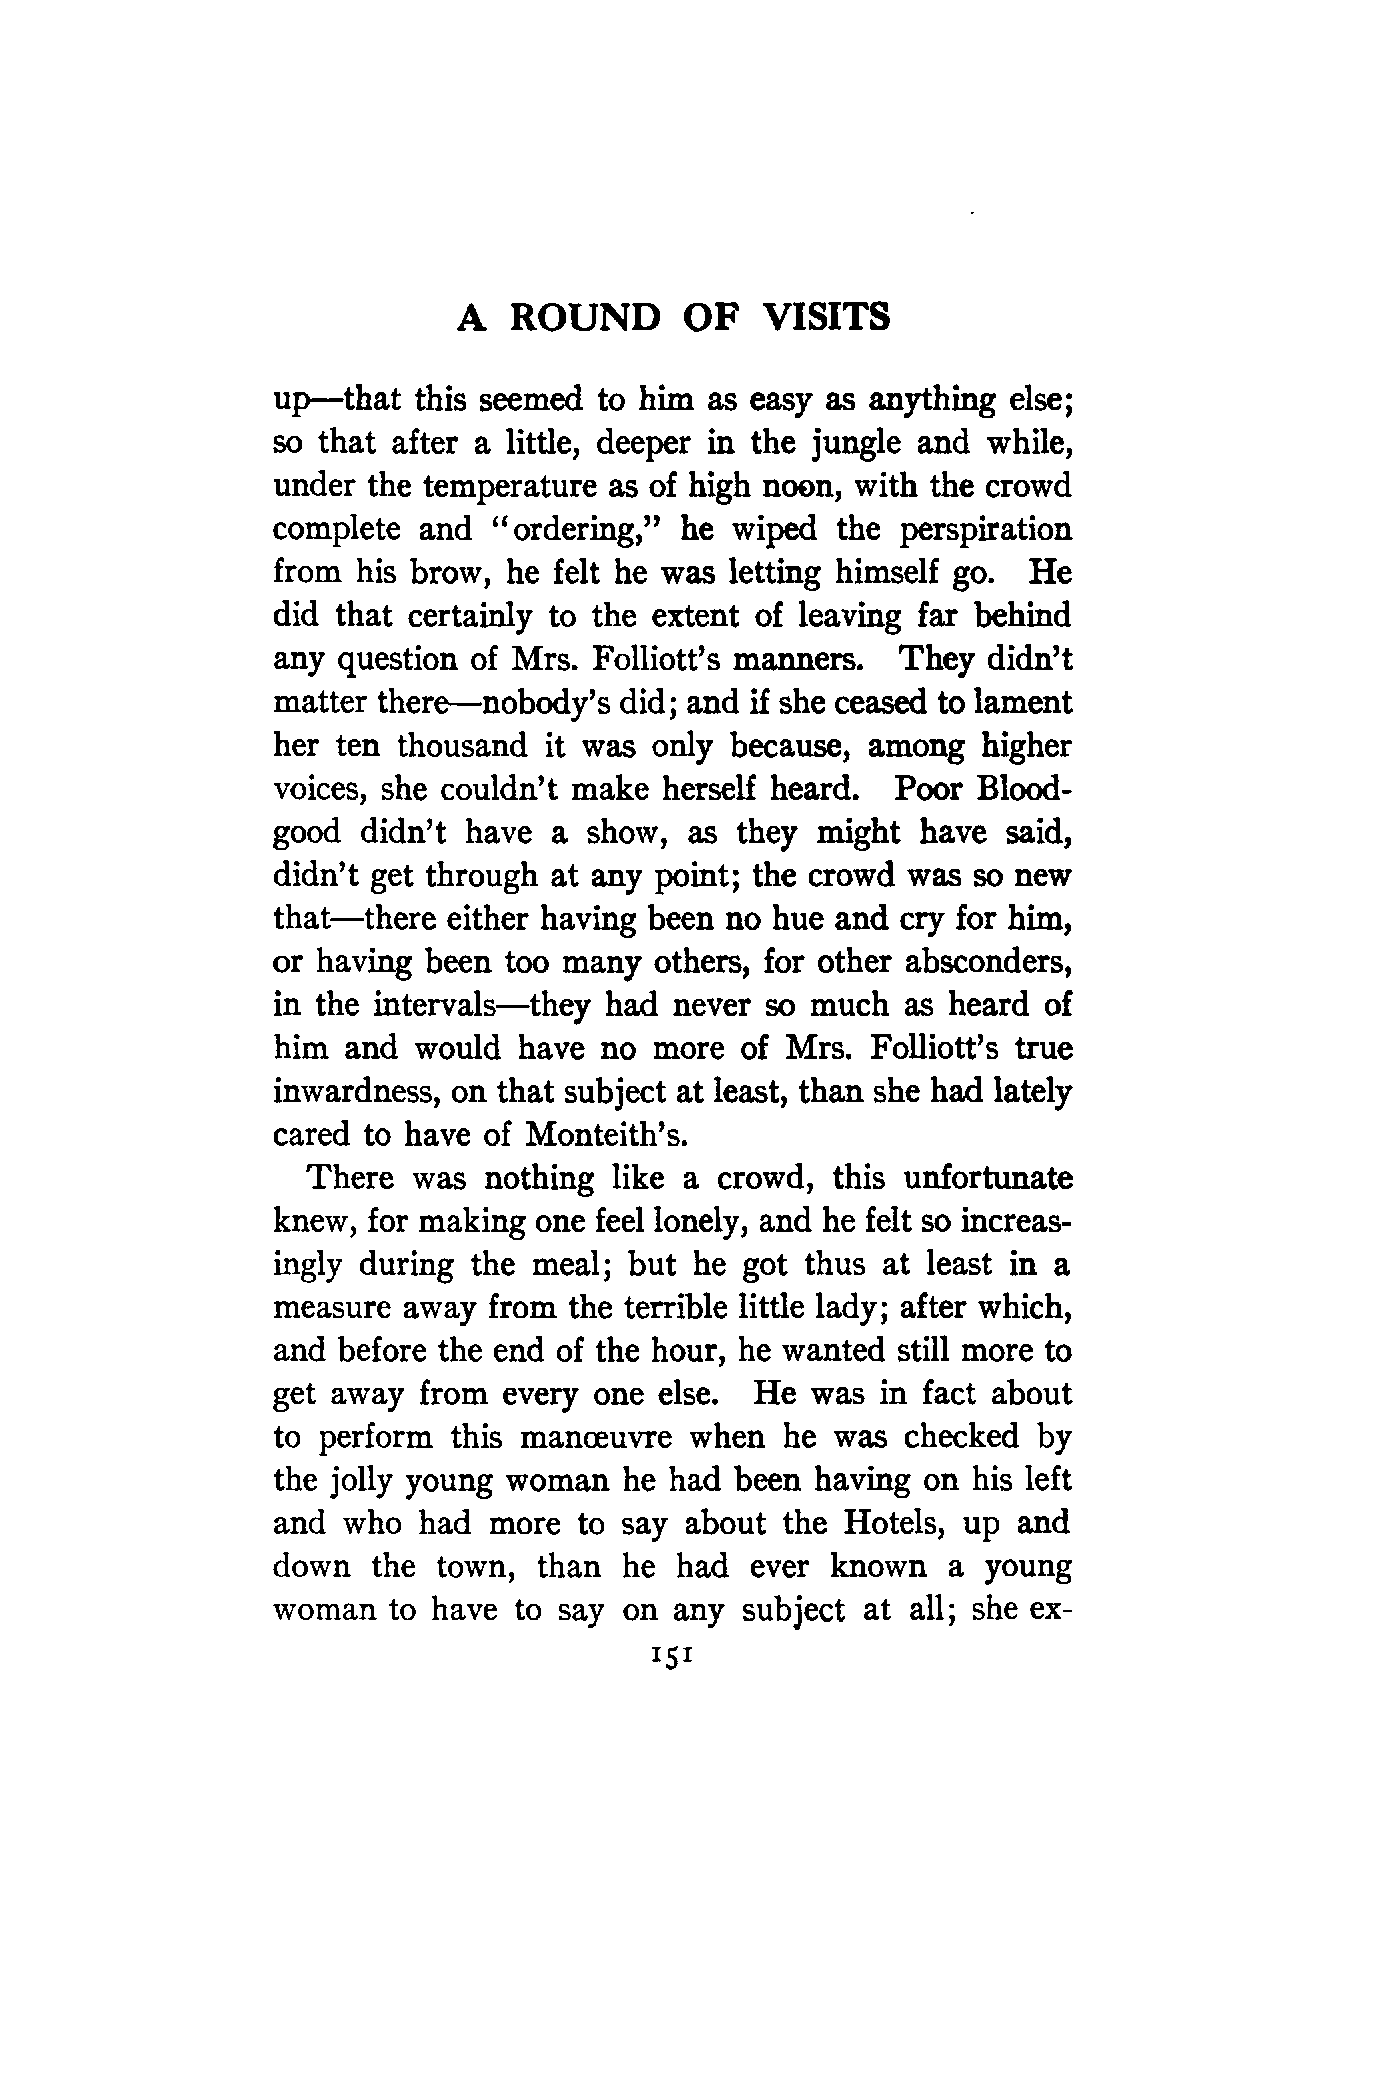 A ROUND OF VISITS
up—that this seemed to him as easy as anything else;
so that after a little, deeper in the jungle and while,
under the temperature as of high noon, with the crowd
complete and “ordering,” he wiped the perspiration
from his brow, he felt he was letting himself go. He
did that certainly to the extent of leaving far behind
any question of Mrs. Folliott’s manners. They didn’t
matter there—nobody’s did; and if she ceased to lament
her ten thousand it was only because, among higher
voices, she couldn’t make herself heard. Poor Blood-
good didn’t have a show, as they might have said,
didn’t get through at any point; the crowd was so new
that—there either having been no hue and cry for him,
or having been too many others, for other absconders,
in the intervals—they had never so much as heard of
him and would have no more of Mrs. Folliott’s true
inwardness, on that subject at least, than she had lately
cared to have of Monteith’s.
There was nothing like a crowd, this unfortunate
knew, for making one feel lonely, and he felt so increas-
ingly during the meal; but he got thus at least in a
measure away from the terrible little lady; after which,
and before the end of the hour, he wanted still more to
get away from every one else. He was in fact about
to perform this manœuvre when he was checked by
the jolly young woman he had been having on his left
and who had more to say about the Hotels, up and
down the town, than he had ever known a young
woman to have to say on any subject at all; she ex-
151